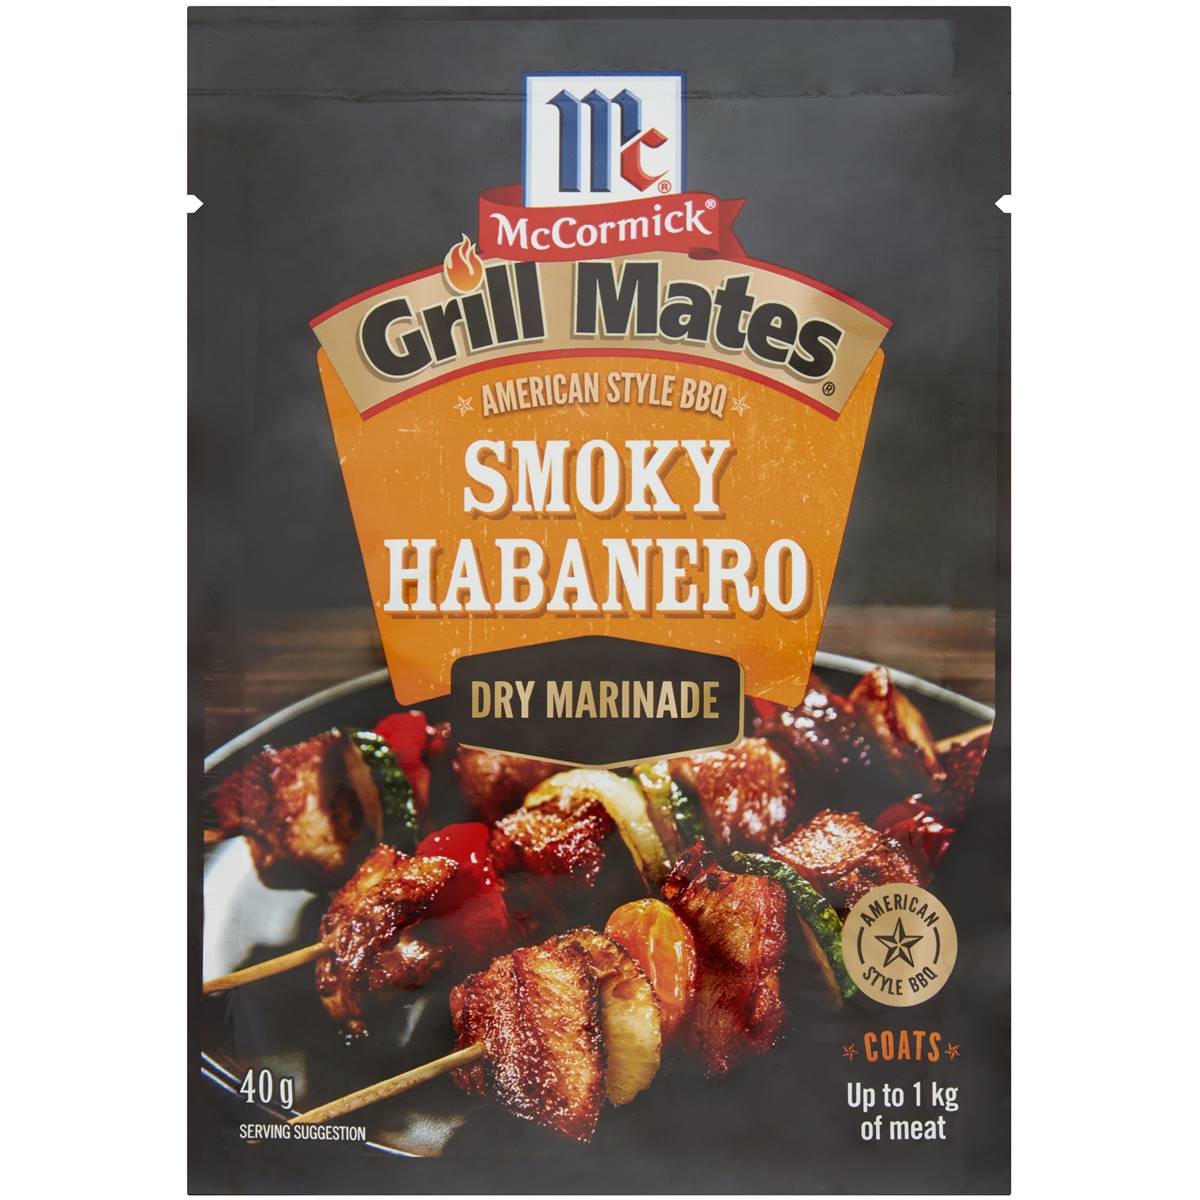 Mc®
McCormick®
Grill Mates®
AMERICAN STYLE BBQ
SMOKY
HABANERO
DRY MARINADE
AMERICAN
STYLE BBQ
COATS
Up to 1 kg
of meat
40 g
SERVING SUGGESTION